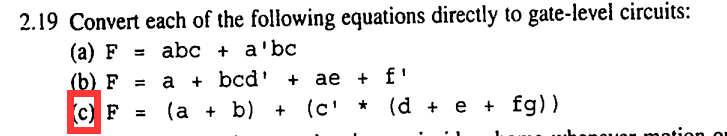 2.19 Convert each of the following equations directly to gate-level circuits:
(a) F = abc + a'bc
(b) F = a + bcd' + ae + f'
(c) F = (a + b) + (c' * (d + e + fg))